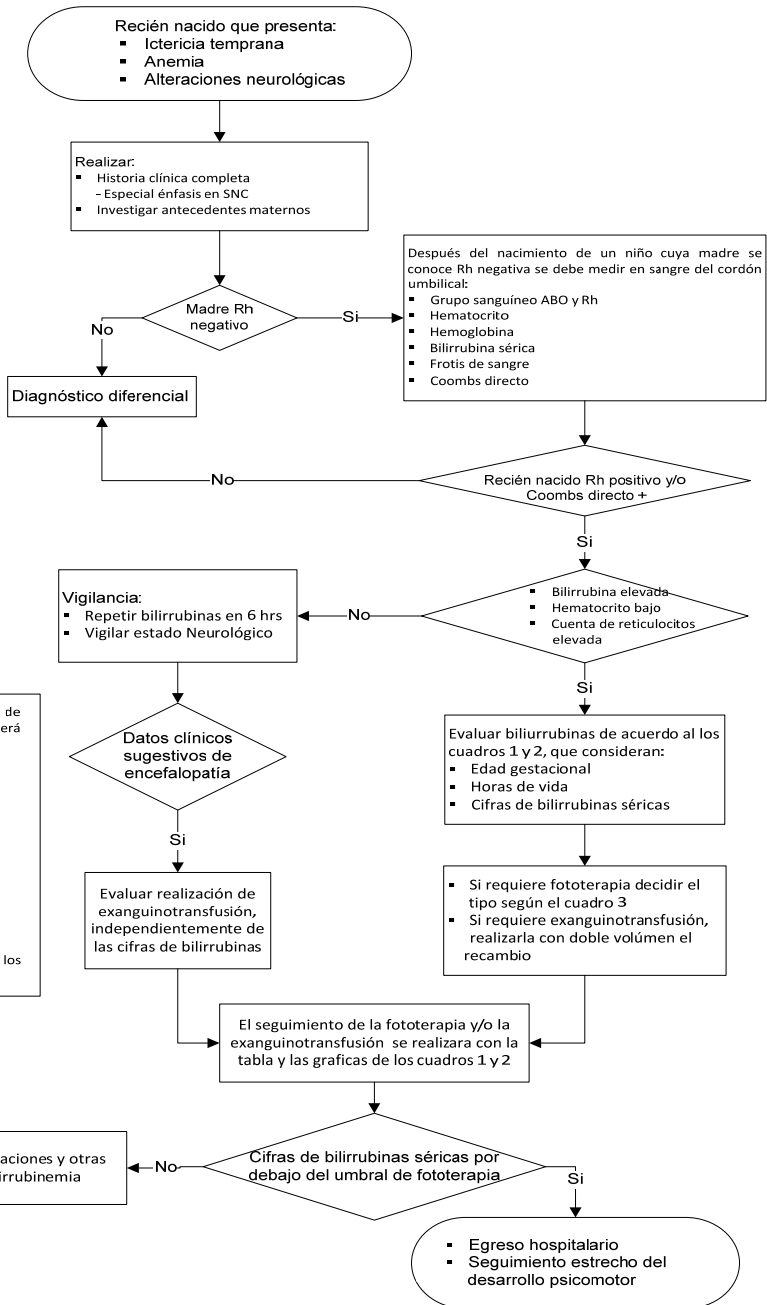 Recién nacido que presenta:
▪ Ictericia temprana
▪ Anemia
▪ Alteraciones neurológicas
Realizar:
▪ Historia clínica completa
- Especial énfasis en SNC
▪ Investigar antecedentes maternos
Madre Rh
negativo
No
Si
Diagnóstico diferencial
Después del nacimiento de un niño cuya madre se
conoce Rh negativa se debe medir en sangre del cordón
umbilical:
▪ Grupo sanguíneo ABO y Rh
▪ Hematocrito
▪ Hemoglobina
▪ Bilirrubina sérica
▪ Frotis de sangre
▪ Coombs directo
Recién nacido Rh positivo y/o
Coombs directo +
No
Si
▪ Bilirrubina elevada
▪ Hematocrito bajo
▪ Cuenta de reticulocitos
elevada
No
Si
Vigilancia:
▪ Repetir bilirrubinas en 6 hrs
▪ Vigilar estado Neurológico
Datos clínicos
sugestivos de
encefalopatía
Si
Evaluar realización de
exanguinotransfusión,
independientemente de
las cifras de bilirrubinas
Evaluar biliurrubinas de acuerdo al los
cuadros 1 y 2, que consideran:
▪ Edad gestacional
▪ Horas de vida
▪ Cifras de bilirrubinas séricas
▪ Si requiere fototerapia decidir el
tipo según el cuadro 3
▪ Si requiere exanguinotransfusión,
realizarla con doble volúmen el
recambio
de
erá
los
El seguimiento de la fototerapia y/o la
exanguinotransfusión se realizara con la
tabla y las graficas de los cuadros 1 y 2
Cifras de bilirrubinas séricas por
debajo del umbral de fototerapia
No
Si
aciones y otras
irrubinemia
▪ Egreso hospitalario
▪ Seguimiento estrecho del
desarrollo psicomotor